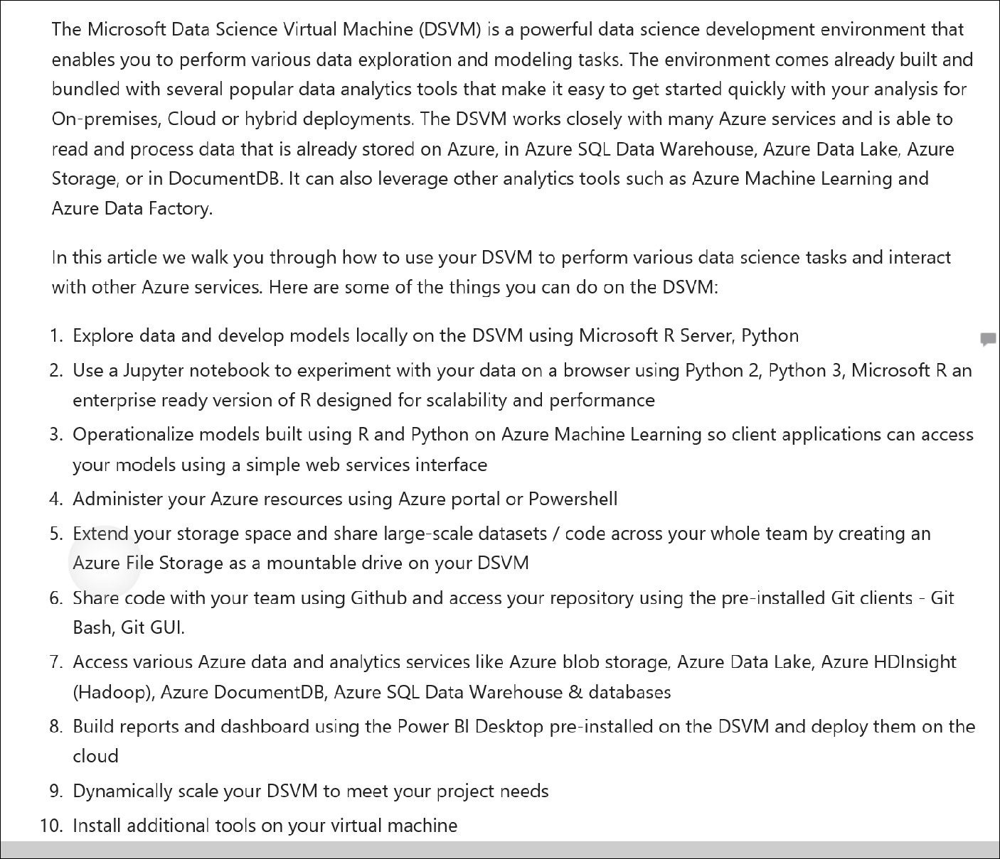 The Microsoft Data Science Virtual Machine (DSVM) is a powerful data science development environment that
enables you to perform various data exploration and modeling tasks. The environment comes already built and
bundled with several popular data analytics tools that make it easy to get started quickly with your analysis for
On-premises, Cloud or hybrid deployments. The DSVM works closely with many Azure services and is able to
read and process data that is already stored on Azure, in Azure SQL Data Warehouse, Azure Data Lake, Azure
Storage, or in DocumentDB. It can also leverage other analytics tools such as Azure Machine Learning and
Azure Data Factory.
In this article we walk you through how to use your DSVM to perform various data science tasks and interact
with other Azure services. Here are some of the things you can do on the DSVM:
1. Explore data and develop models locally on the DSVM using Microsoft R Server, Python
2. Use a Jupyter notebook to experiment with your data on a browser using Python 2, Python 3, Microsoft R an
enterprise ready version of R designed for scalability and performance
3. Operationalize models built using R and Python on Azure Machine Learning so client applications can access
your models using a simple web services interface
4. Administer your Azure resources using Azure portal or Powershell
5. Extend your storage space and share large-scale datasets / code across your whole team by creating an
Azure File Storage as a mountable drive on your DSVM
6. Share code with your team using Github and access your repository using the pre-installed Git clients - Git
Bash, Git GUI.
7. Access various Azure data and analytics services like Azure blob storage, Azure Data Lake, Azure HDInsight
(Hadoop), Azure DocumentDB, Azure SQL Data Warehouse & databases
8. Build reports and dashboard using the Power BI Desktop pre-installed on the DSVM and deploy them on the
cloud
9. Dynamically scale your DSVM to meet your project needs
10. Install additional tools on your virtual machine